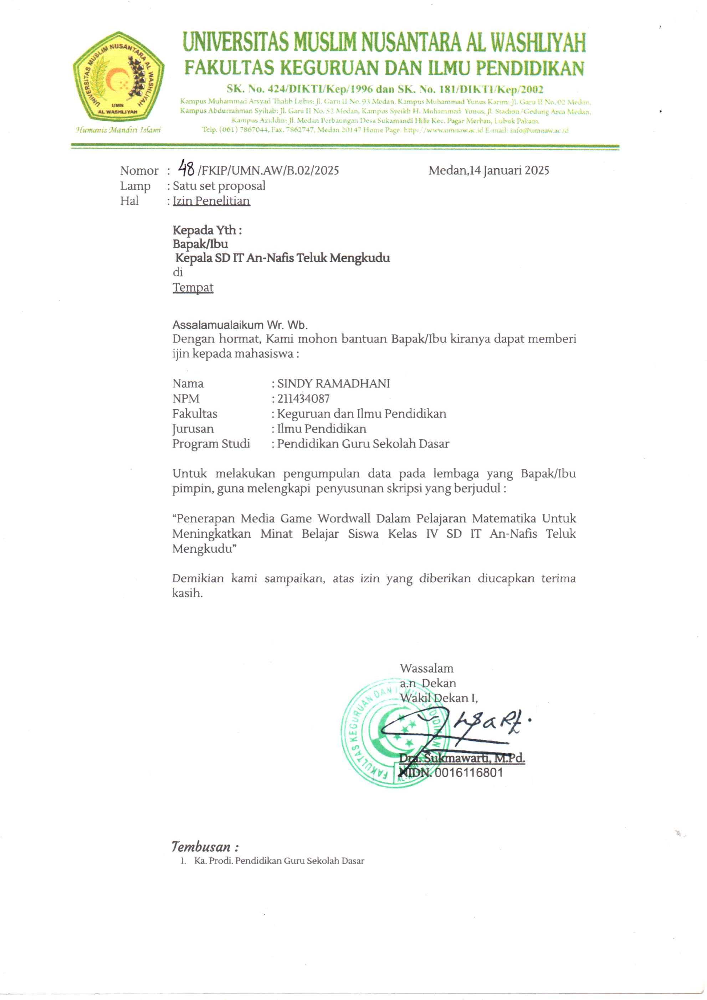 UNIVERSITAS MUSLIM NUSANTARA AL WASHLIYAH
UMN
AL WASHLIYAH
Humanis Mandiri Islami
UNIVERSITAS MUSLIM NUSANTARA AL WASHLIYAH
FAKULTAS KEGURUAN DAN ILMU PENDIDIKAN
SK. No. 424/DIKTI/Kep/1996 dan SK. No. 181/DIKTI/Kep/2002
Kampus Muhammad Arsyad Thalib Lubis: Jl. Garu II No. 93 Medan, Kampus Muhammad Yunus Karim: Jl. Garu II No. 02 Medan,
Kampus Abdurrahman Syihab: Jl. Garu II No. 52 Medan, Kampus Syeikh H. Muhammad Yunus, Jl. Stadion/Gedung Arca Medan,
Kampus Aziddin: Jl. Medan Perbaungan Desa Sukamandi Hilir Kec. Pagar Merbau, Lubuk Pakam.
Telp. (061) 7867044, Fax. 7862747, Medan 20147 Home Page: http://www.umnaw.ac.id E-mail: info@umnaw.ac.id
Nomor : 48 /FKIP/UMN.AW/B.02/2025 Medan,14 Januari 2025
Lamp : Satu set proposal
Hal : Izin Penelitian
Kepada Yth :
Bapak/Ibu
Kepala SD IT An-Nafis Teluk Mengkudu
di
Tempat
Assalamualaikum Wr. Wb.
Dengan hormat, Kami mohon bantuan Bapak/Ibu kiranya dapat memberi
ijin kepada mahasiswa :
Nama : SINDY RAMADHANI
NPM : 211434087
Fakultas : Keguruan dan Ilmu Pendidikan
Jurusan : Ilmu Pendidikan
Program Studi : Pendidikan Guru Sekolah Dasar
Untuk melakukan pengumpulan data pada lembaga yang Bapak/Ibu
pimpin, guna melengkapi penyusunan skripsi yang berjudul :
“Penerapan Media Game Wordwall Dalam Pelajaran Matematika Untuk
Meningkatkan Minat Belajar Siswa Kelas IV SD IT An-Nafis Teluk
Mengkudu”
Demikian kami sampaikan, atas izin yang diberikan diucapkan terima
kasih.
Wassalam
a.n Dekan
Wakil Dekan I,
FAKULTAS KEGURUAN DAN ILMU PENDIDIKAN
Dra. Sukmawarti, M.Pd.
NIDN. 0016116801
Tembusan :
1. Ka. Prodi. Pendidikan Guru Sekolah Dasar